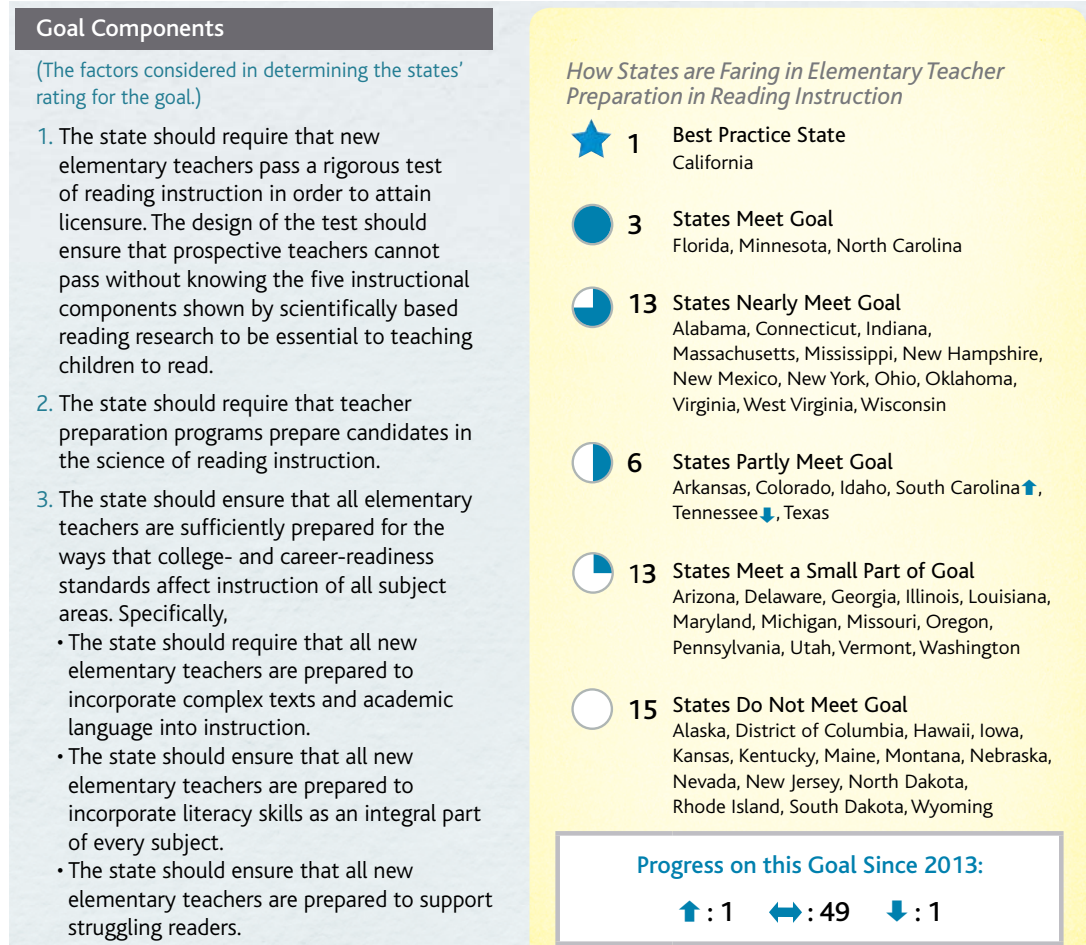 Goal Components
(The factors considered in determining the states'
rating for the goal.)
1. The state should require that new
elementary teachers pass a rigorous test
of reading instruction in order to attain
licensure. The design of the test should
ensure that prospective teachers cannot
pass without knowing the five instructional
components shown by scientifically based
reading research to be essential to teaching
children to read.
2. The state should require that teacher
preparation programs prepare candidates in
the science of reading instruction.
3. The state should ensure that all elementary
teachers are sufficiently prepared for the
ways that college- and career-readiness
standards affect instruction of all subject
areas. Specifically,
• The state should require that all new
elementary teachers are prepared to
incorporate complex texts and academic
language into instruction.
• The state should ensure that all new
elementary teachers are prepared to
incorporate literacy skills as an integral part
of every subject.
• The state should ensure that all new
elementary teachers are prepared to support
struggling readers.
How States are Faring in Elementary Teacher
Preparation in Reading Instruction
1 Best Practice State
California
3 States Meet Goal
Florida, Minnesota, North Carolina
13 States Nearly Meet Goal
Alabama, Connecticut, Indiana,
Massachusetts, Mississippi, New Hampshire,
New Mexico, New York, Ohio, Oklahoma,
Virginia, West Virginia, Wisconsin
6 States Partly Meet Goal
Arkansas, Colorado, Idaho, South Carolina⬆,
Tennessee⬇, Texas
13 States Meet a Small Part of Goal
Arizona, Delaware, Georgia, Illinois, Louisiana,
Maryland, Michigan, Missouri, Oregon,
Pennsylvania, Utah, Vermont, Washington
15 States Do Not Meet Goal
Alaska, District of Columbia, Hawaii, Iowa,
Kansas, Kentucky, Maine, Montana, Nebraska,
Nevada, New Jersey, North Dakota,
Rhode Island, South Dakota, Wyoming
Progress on this Goal Since 2013:
⬆ : 1 ⬌ : 49 ⬇ : 1